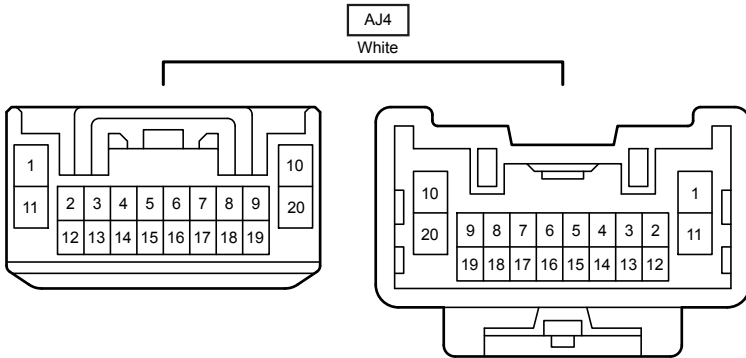 AJ4
White
1 10
11 2 3 4 5 6 7 8 9 20
12 13 14 15 16 17 18 19
10 1
20 9 8 7 6 5 4 3 2 11
19 18 17 16 15 14 13 12